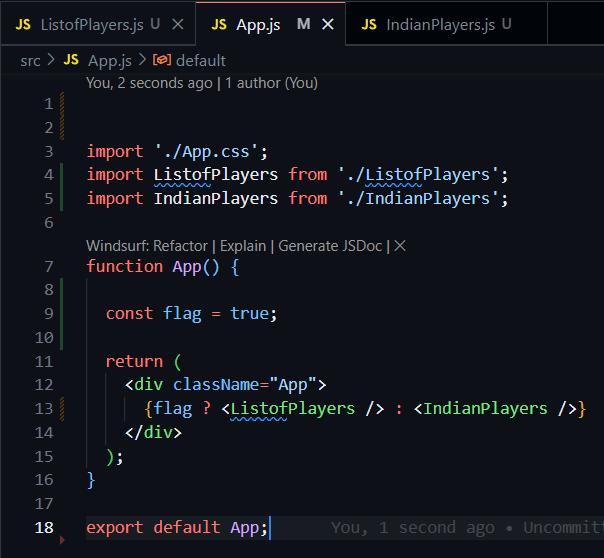 JS ListofPlayers.js U × JS App.js M × JS IndianPlayers.js U
src > JS App.js > default
You, 2 seconds ago | 1 author (You)
1
2
3 import './App.css';
4 import ListofPlayers from './ListofPlayers';
5 import IndianPlayers from './IndianPlayers';
6
Windsurf: Refactor | Explain | Generate JSDoc | ×
7 function App() {
8
9 const flag = true;
10
11 return (
12 <div className="App">
13 {flag ? <ListofPlayers /> : <IndianPlayers />}
14 </div>
15 );
16 }
17
18 export default App; You, 1 second ago • Uncommitt